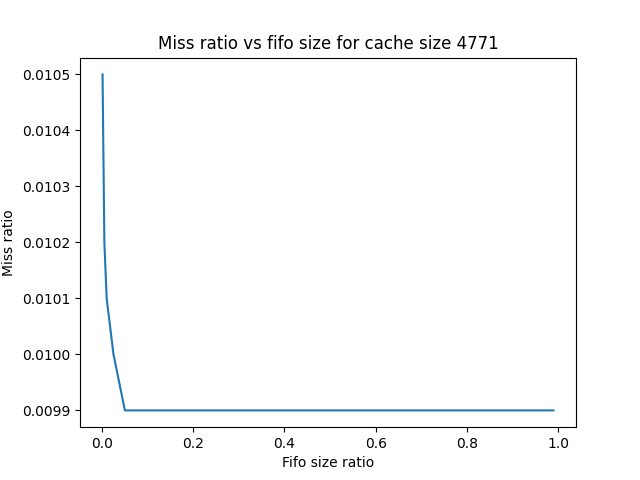 Miss ratio vs fifo size for cache size 4771
0.0105
0.0104
0.0103
0.0102
0.0101
0.0100
0.0099
Miss ratio
0.0 0.2 0.4 0.6 0.8 1.0
Fifo size ratio